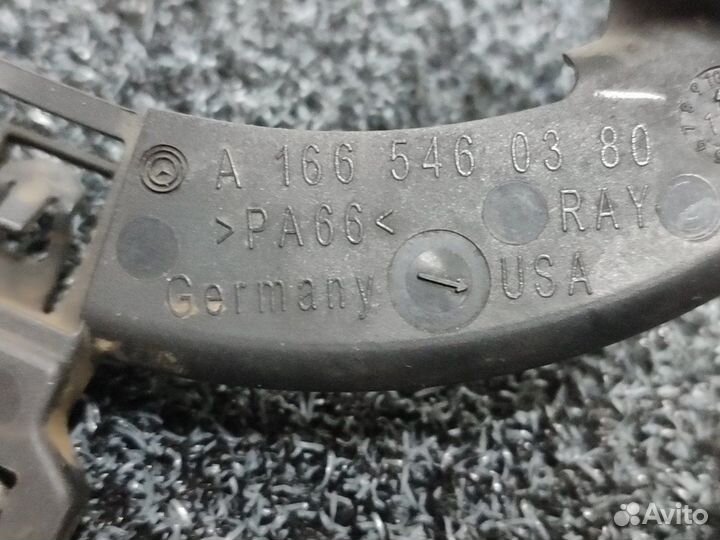 A 166 546 03 80
>PA66< RAY
Germany USA
Avito